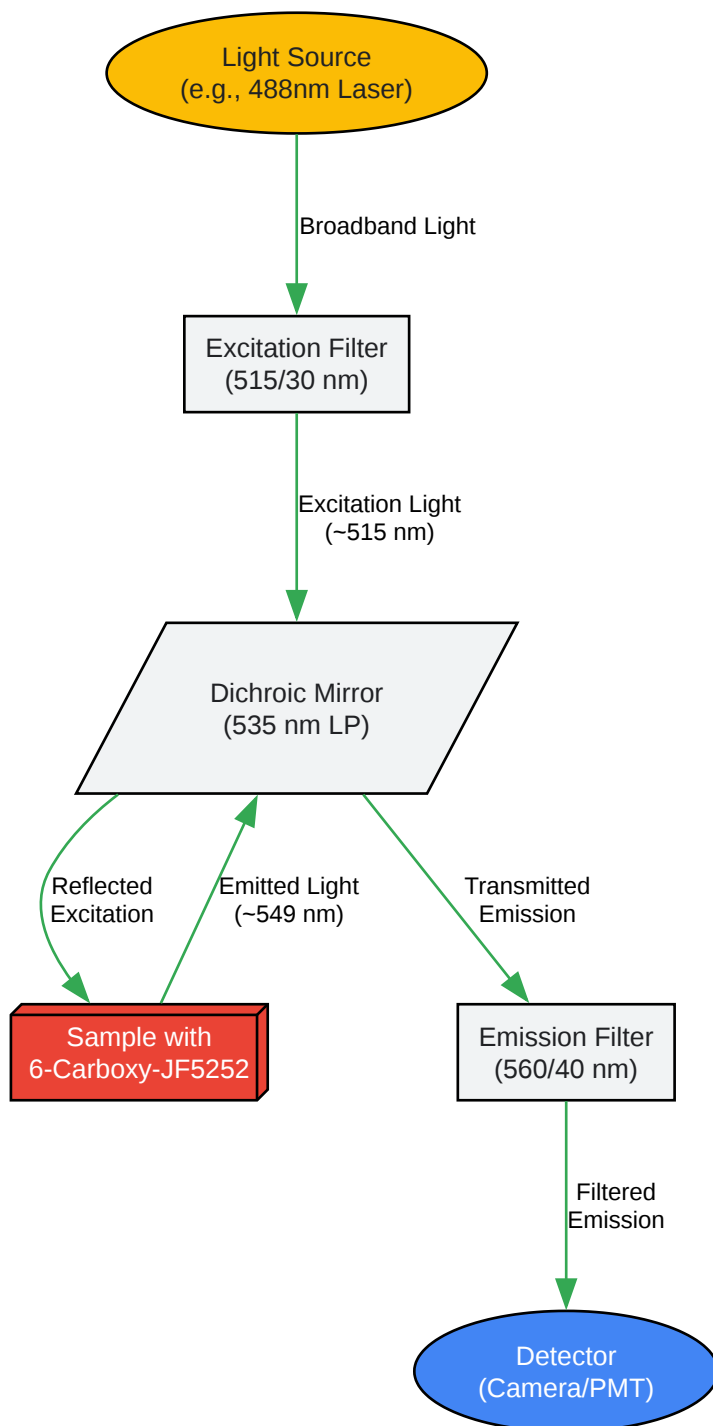 Light Source
(e.g., 488nm Laser)
Broadband Light
Excitation Filter
(515/30 nm)
Excitation Light
(~515 nm)
Dichroic Mirror
(535 nm LP)
Reflected
Excitation
Emitted Light
(~549 nm)
Transmitted
Emission
Sample with
6-Carboxy-JF5252
Emission Filter
(560/40 nm)
Filtered
Emission
Detector
(Camera/PMT)